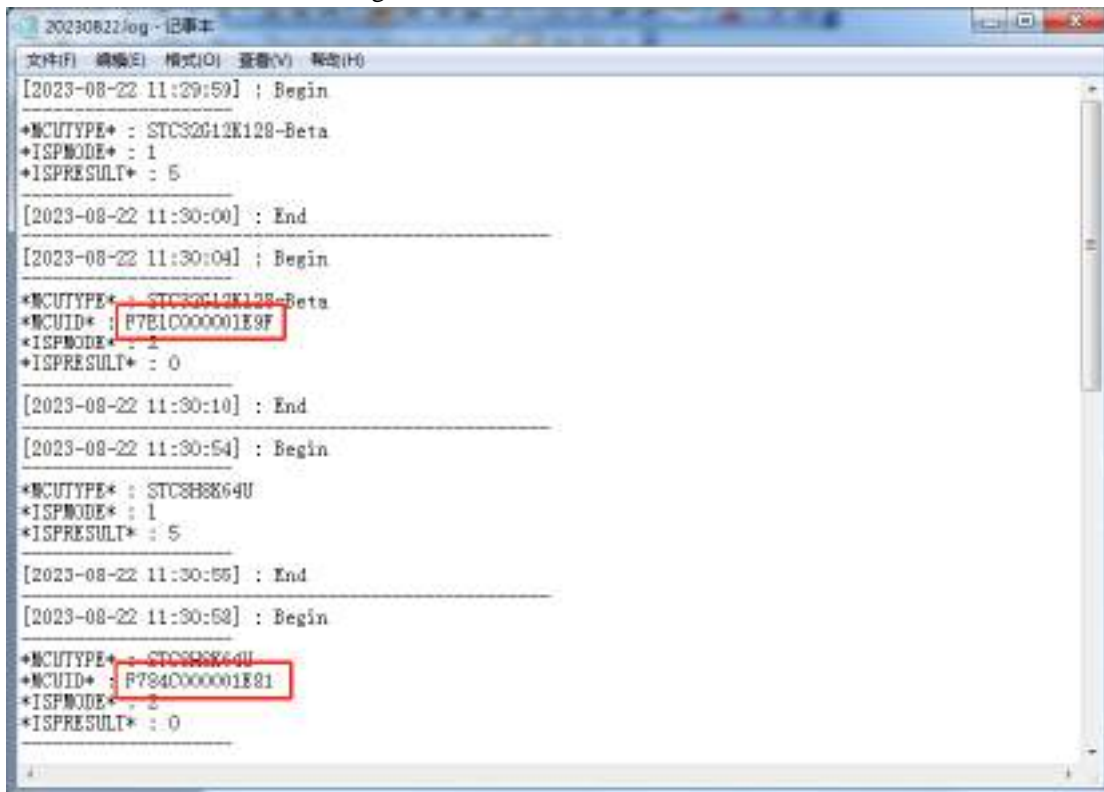 20230822.log - 记事本
文件(F) 编辑(E) 格式(O) 查看(V) 帮助(H)
[2023-08-22 11:29:59] : Begin
--------------------
*MCUTYPE* : STC32G12K128-Beta
*ISPMODE* : 1
*ISPRESULT* : 5
--------------------
[2023-08-22 11:30:00] : End
--------------------------------------------------
[2023-08-22 11:30:04] : Begin
--------------------
*MCUTYPE* : STC32G12K128-Beta
*MCUID* : F7E1C000001E9F
*ISPMODE* : 2
*ISPRESULT* : 0
--------------------
[2023-08-22 11:30:10] : End
--------------------------------------------------
[2023-08-22 11:30:54] : Begin
--------------------
*MCUTYPE* : STC8H8K64U
*ISPMODE* : 1
*ISPRESULT* : 5
--------------------
[2023-08-22 11:30:55] : End
--------------------------------------------------
[2023-08-22 11:30:58] : Begin
--------------------
*MCUTYPE* : STC8H8K64U
*MCUID* : F784C000001E81
*ISPMODE* : 2
*ISPRESULT* : 0
--------------------